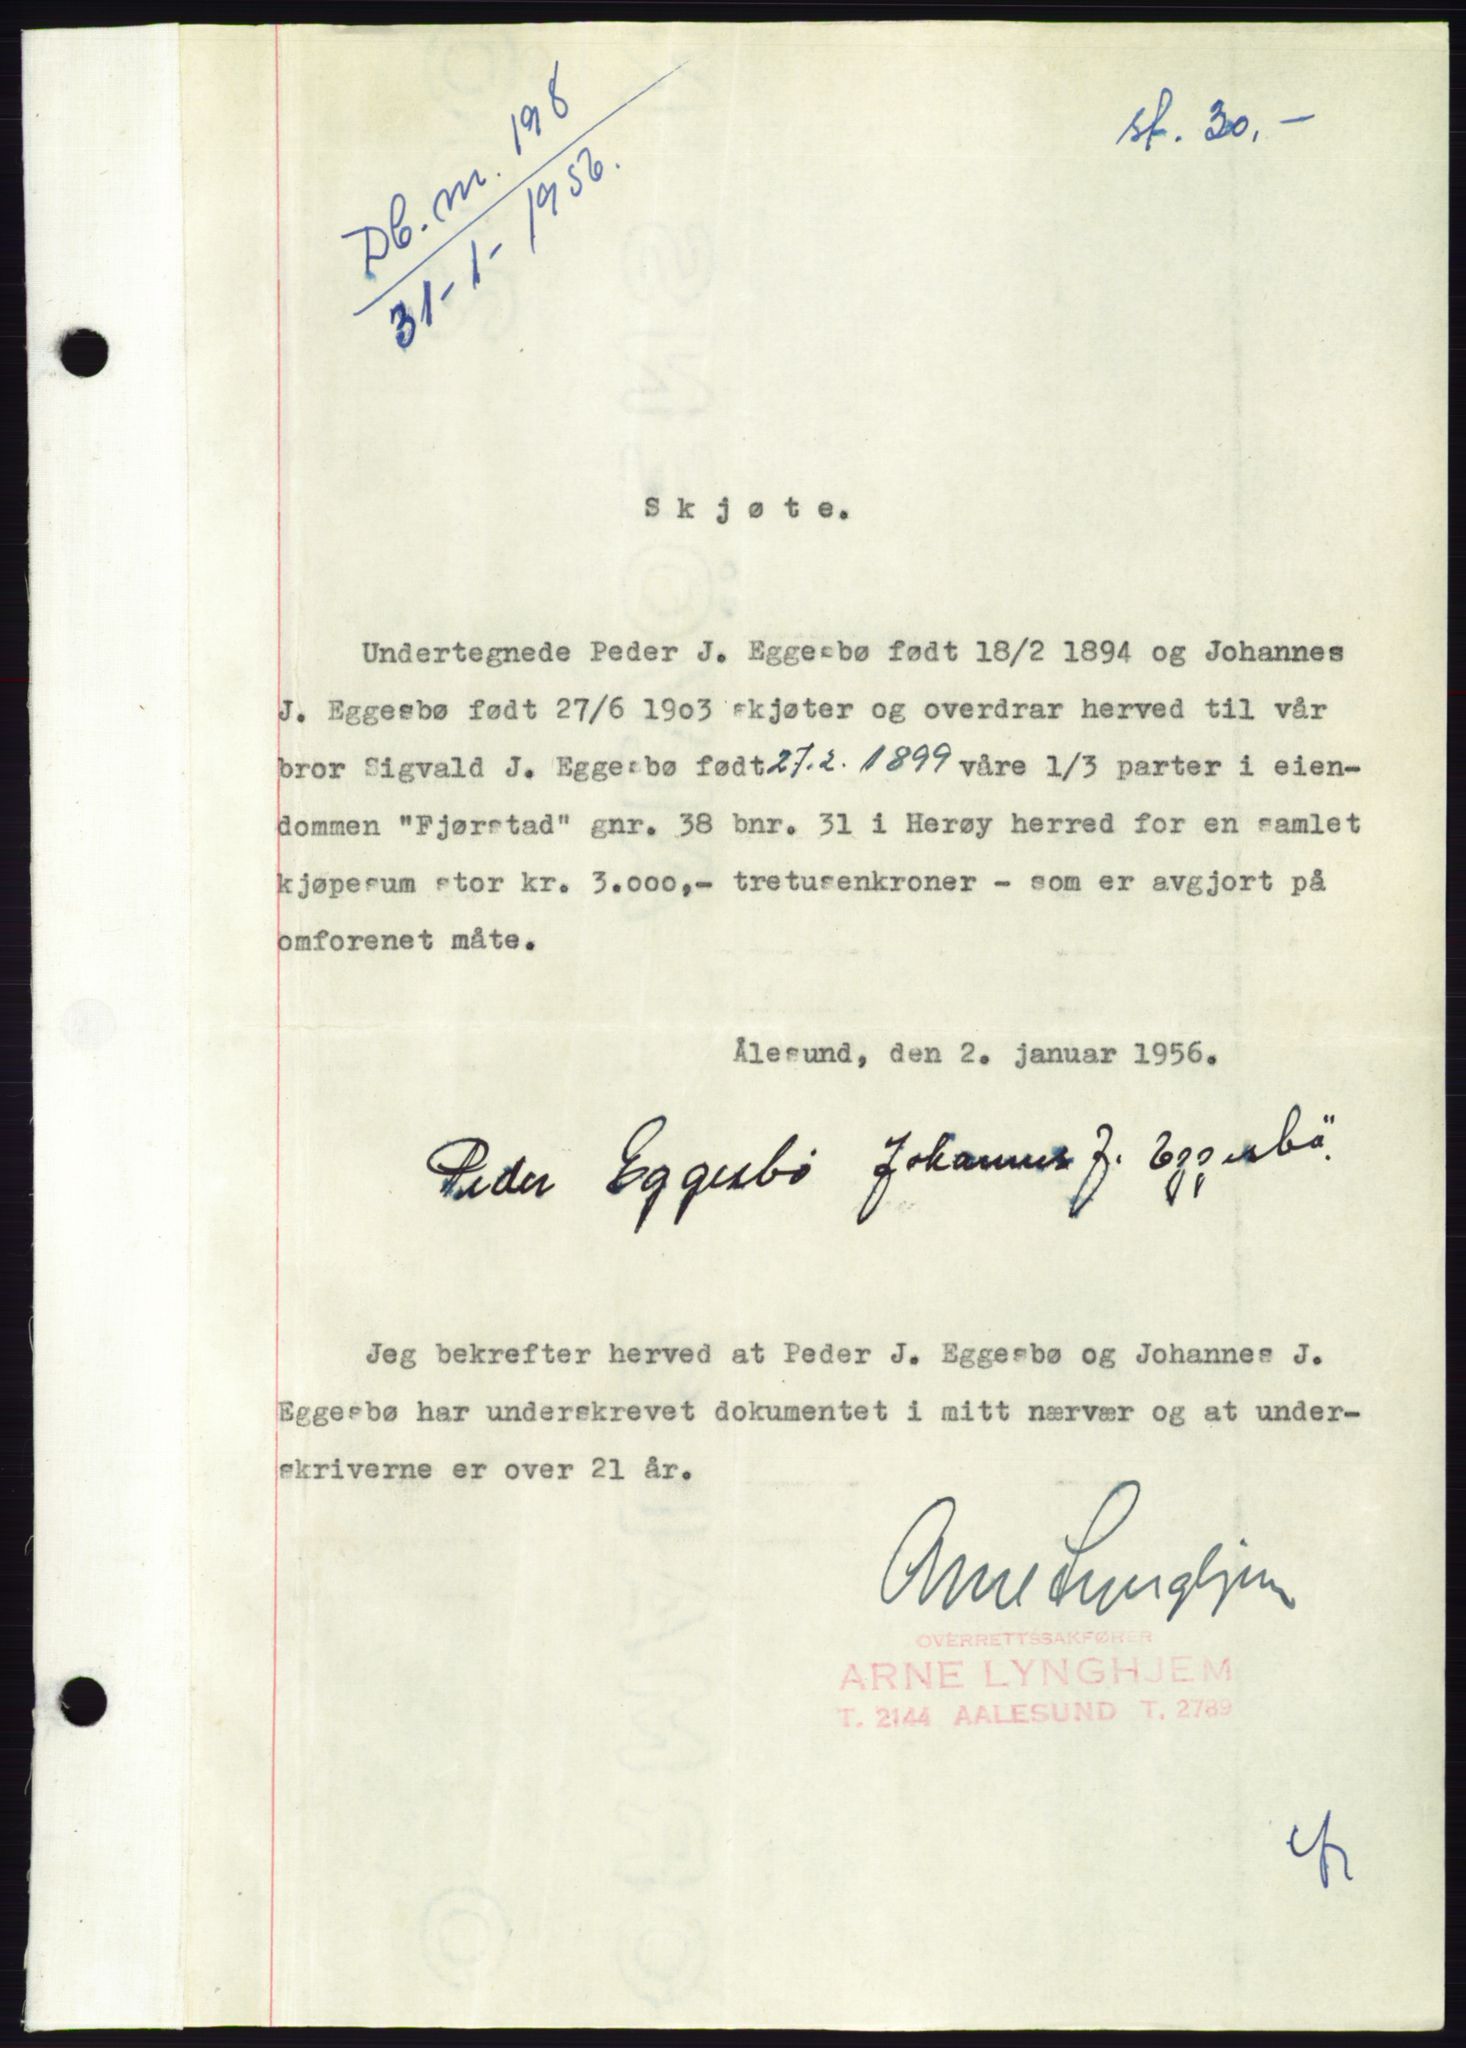 Db. nr. 198
31-1-1956.
st. 30,-
Skjøte.
Undertegnede Peder J. Eggesbø født 18/2 1894 og Johannes
J. Eggesbø født 27/6 1903 skjøter og overdrar herved til vår
bror Sigvald J. Eggesbø født 27.2. 1899 våre 1/3 parter i eien-
dommen "Fjørstad" gnr. 38 bnr. 31 i Herøy herred for en samlet
kjøpesum stor kr. 3.000,- tretusenkroner - som er avgjort på
omforenet måte.
Ålesund, den 2. januar 1956.
Peder Eggesbø Johannes J. Eggesbö.
Jeg bekrefter herved at Peder J. Eggesbø og Johannes J.
Eggesbø har underskrevet dokumentet i mitt nærvær og at under-
skriverne er over 21 år.
Arne Lynghjem
OVERRETTSSAKFØRER
ARNE LYNGHJEM
T. 2144 AALESUND T. 2789